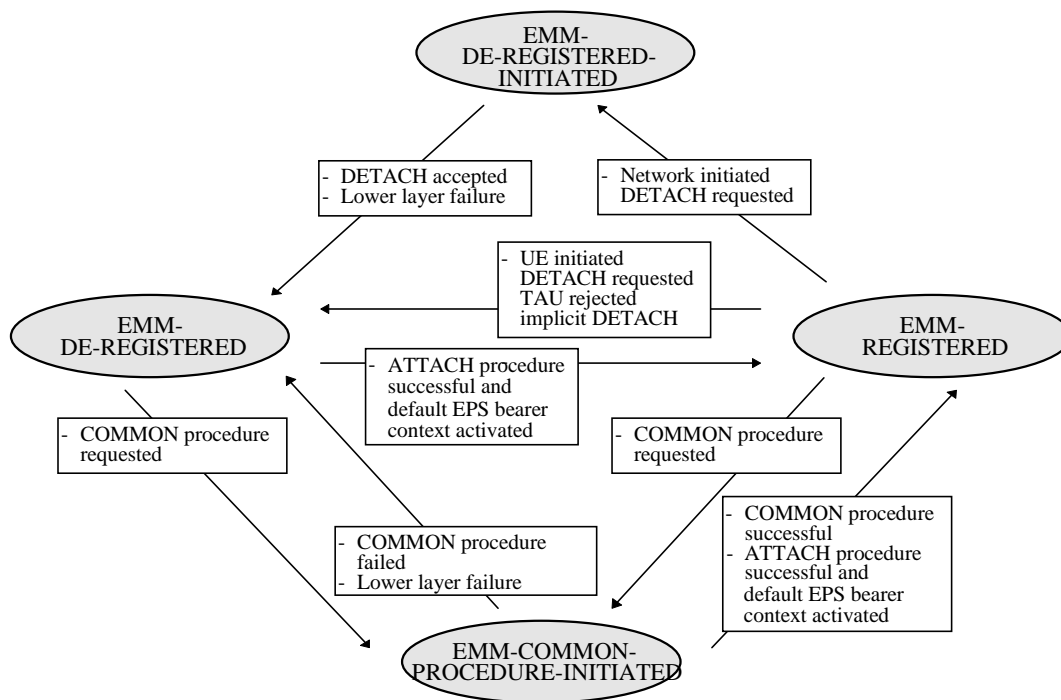 EMM-
DE-REGISTERED-
INITIATED
- DETACH accepted
- Lower layer failure
- Network initiated
DETACH requested
- UE initiated
DETACH requested
TAU rejected
implicit DETACH
EMM-
DE-REGISTERED
EMM-
REGISTERED
- ATTACH procedure
successful and
default EPS bearer
context activated
- COMMON procedure
requested
- COMMON procedure
requested
- COMMON procedure
failed
- Lower layer failure
- COMMON procedure
successful
- ATTACH procedure
successful and
default EPS bearer
context activated
EMM-COMMON-
PROCEDURE-INITIATED